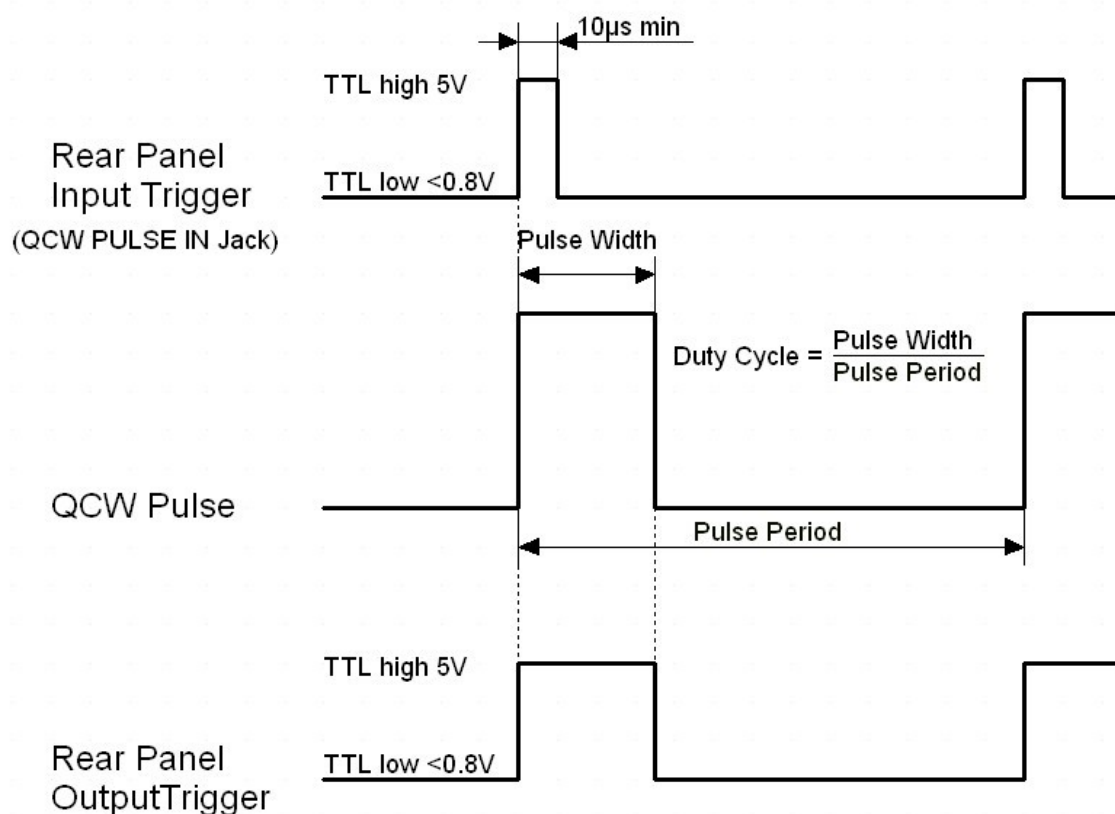 10µs min
TTL high 5V
Rear Panel
Input Trigger
TTL low <0.8V
(QCW PULSE IN Jack)
Pulse Width
Duty Cycle = Pulse Width
Pulse Period
QCW Pulse
Pulse Period
TTL high 5V
Rear Panel
OutputTrigger
TTL low <0.8V